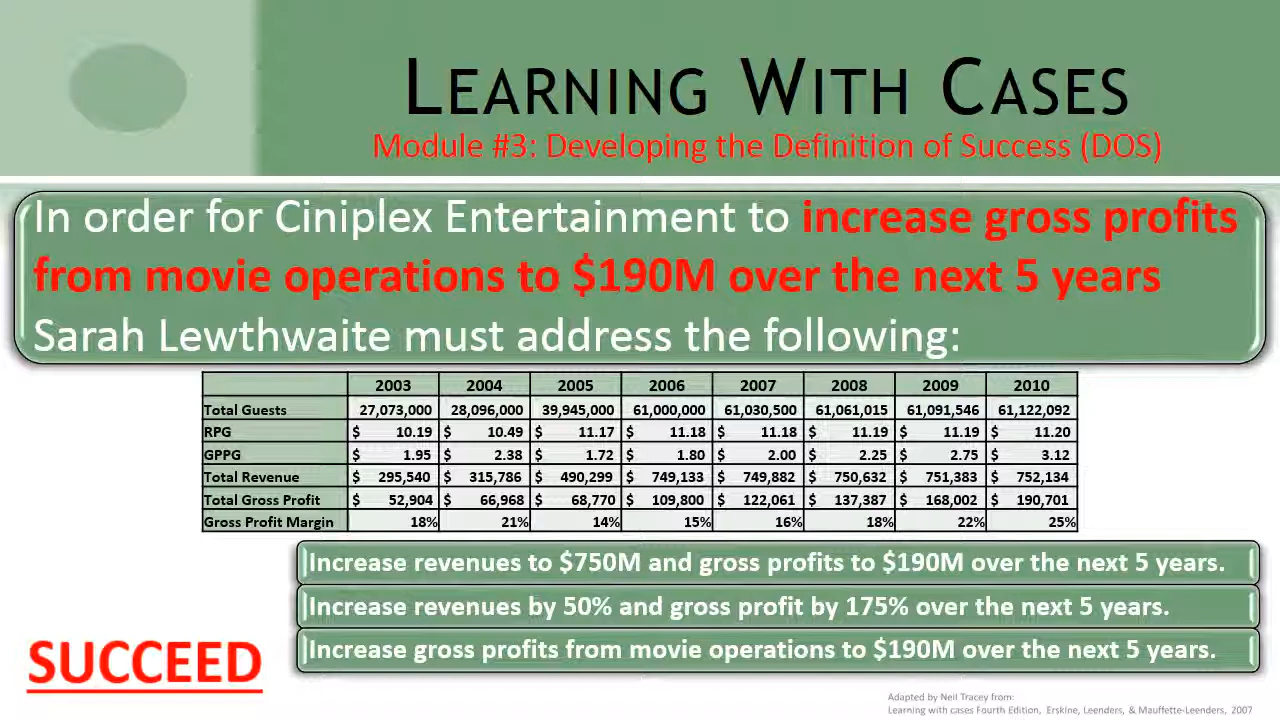 LEARNING WITH CASES
Module #3: Developing the Definition of Success (DOS)
In order for Ciniplex Entertainment to increase gross profits
from movie operations to $190M over the next 5 years
Sarah Lewthwaite must address the following:
2003 2004 2005 2006 2007 2008 2009 2010
Total Guests 27,073,000 28,096,000 39,945,000 61,000,000 61,030,500 61,061,015 61,091,546 61,122,092
RPG $ 10.19 $ 10.49 $ 11.17 $ 11.18 $ 11.18 $ 11.19 $ 11.19 $ 11.20
GPPG $ 1.95 $ 2.38 $ 1.72 $ 1.80 $ 2.00 $ 2.25 $ 2.75 $ 3.12
Total Revenue $ 295,540 $ 315,786 $ 490,299 $ 749,133 $ 749,882 $ 750,632 $ 751,383 $ 752,134
Total Gross Profit $ 52,904 $ 66,968 $ 68,770 $ 109,800 $ 122,061 $ 137,387 $ 168,002 $ 190,701
Gross Profit Margin 18% 21% 14% 15% 16% 18% 22% 25%
Increase revenues to $750M and gross profits to $190M over the next 5 years.
Increase revenues by 50% and gross profit by 175% over the next 5 years.
Increase gross profits from movie operations to $190M over the next 5 years.
SUCCEED
Adapted by Neil Tracey from:
Learning with cases Fourth Edition, Erskine, Leenders, & Mauffette-Leenders, 2007